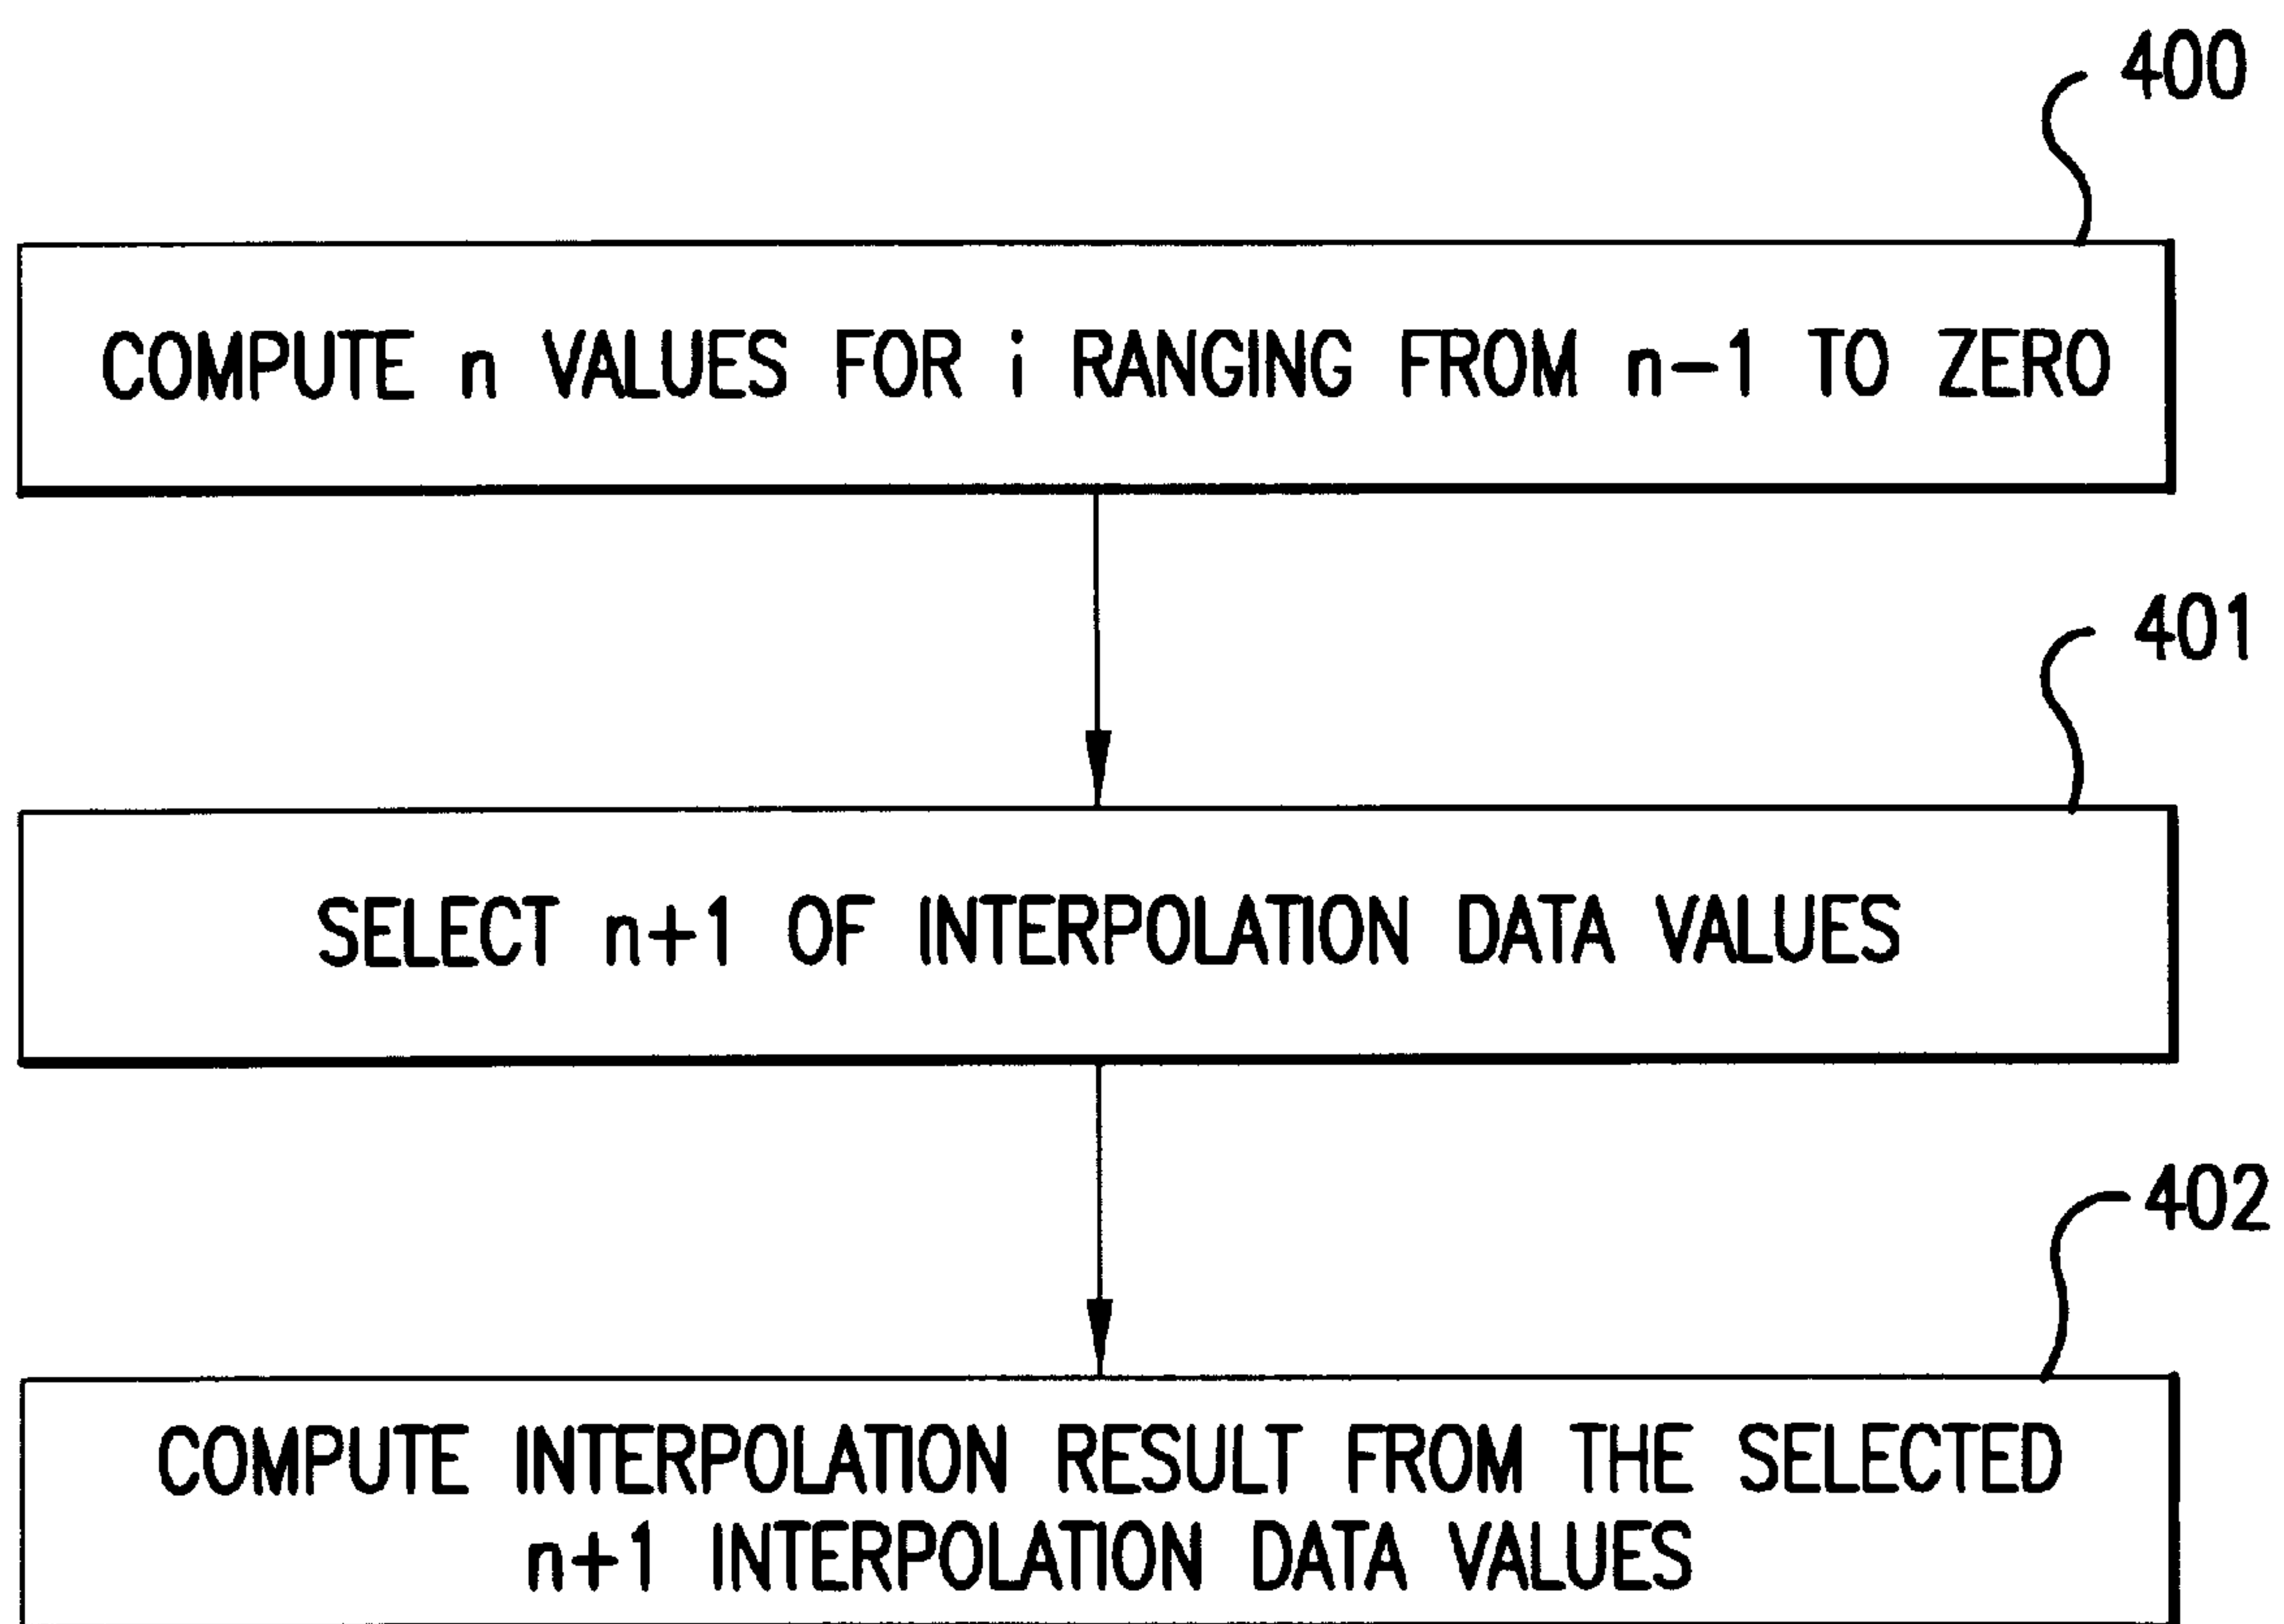 400
COMPUTE n VALUES FOR i RANGING FROM n-1 TO ZERO
401
SELECT n+1 OF INTERPOLATION DATA VALUES
402
COMPUTE INTERPOLATION RESULT FROM THE SELECTED
n+1 INTERPOLATION DATA VALUES